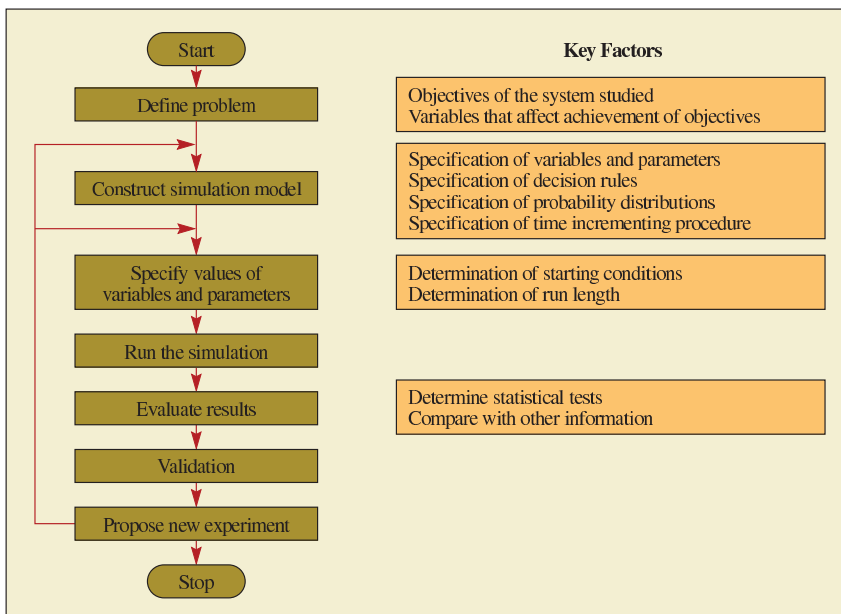 Start
Key Factors
Define problem
Objectives of the system studied
Variables that affect achievement of objectives
Construct simulation model
Specification of variables and parameters
Specification of decision rules
Specification of probability distributions
Specification of time incrementing procedure
Specify values of
variables and parameters
Determination of starting conditions
Determination of run length
Run the simulation
Evaluate results
Determine statistical tests
Compare with other information
Validation
Propose new experiment
Stop